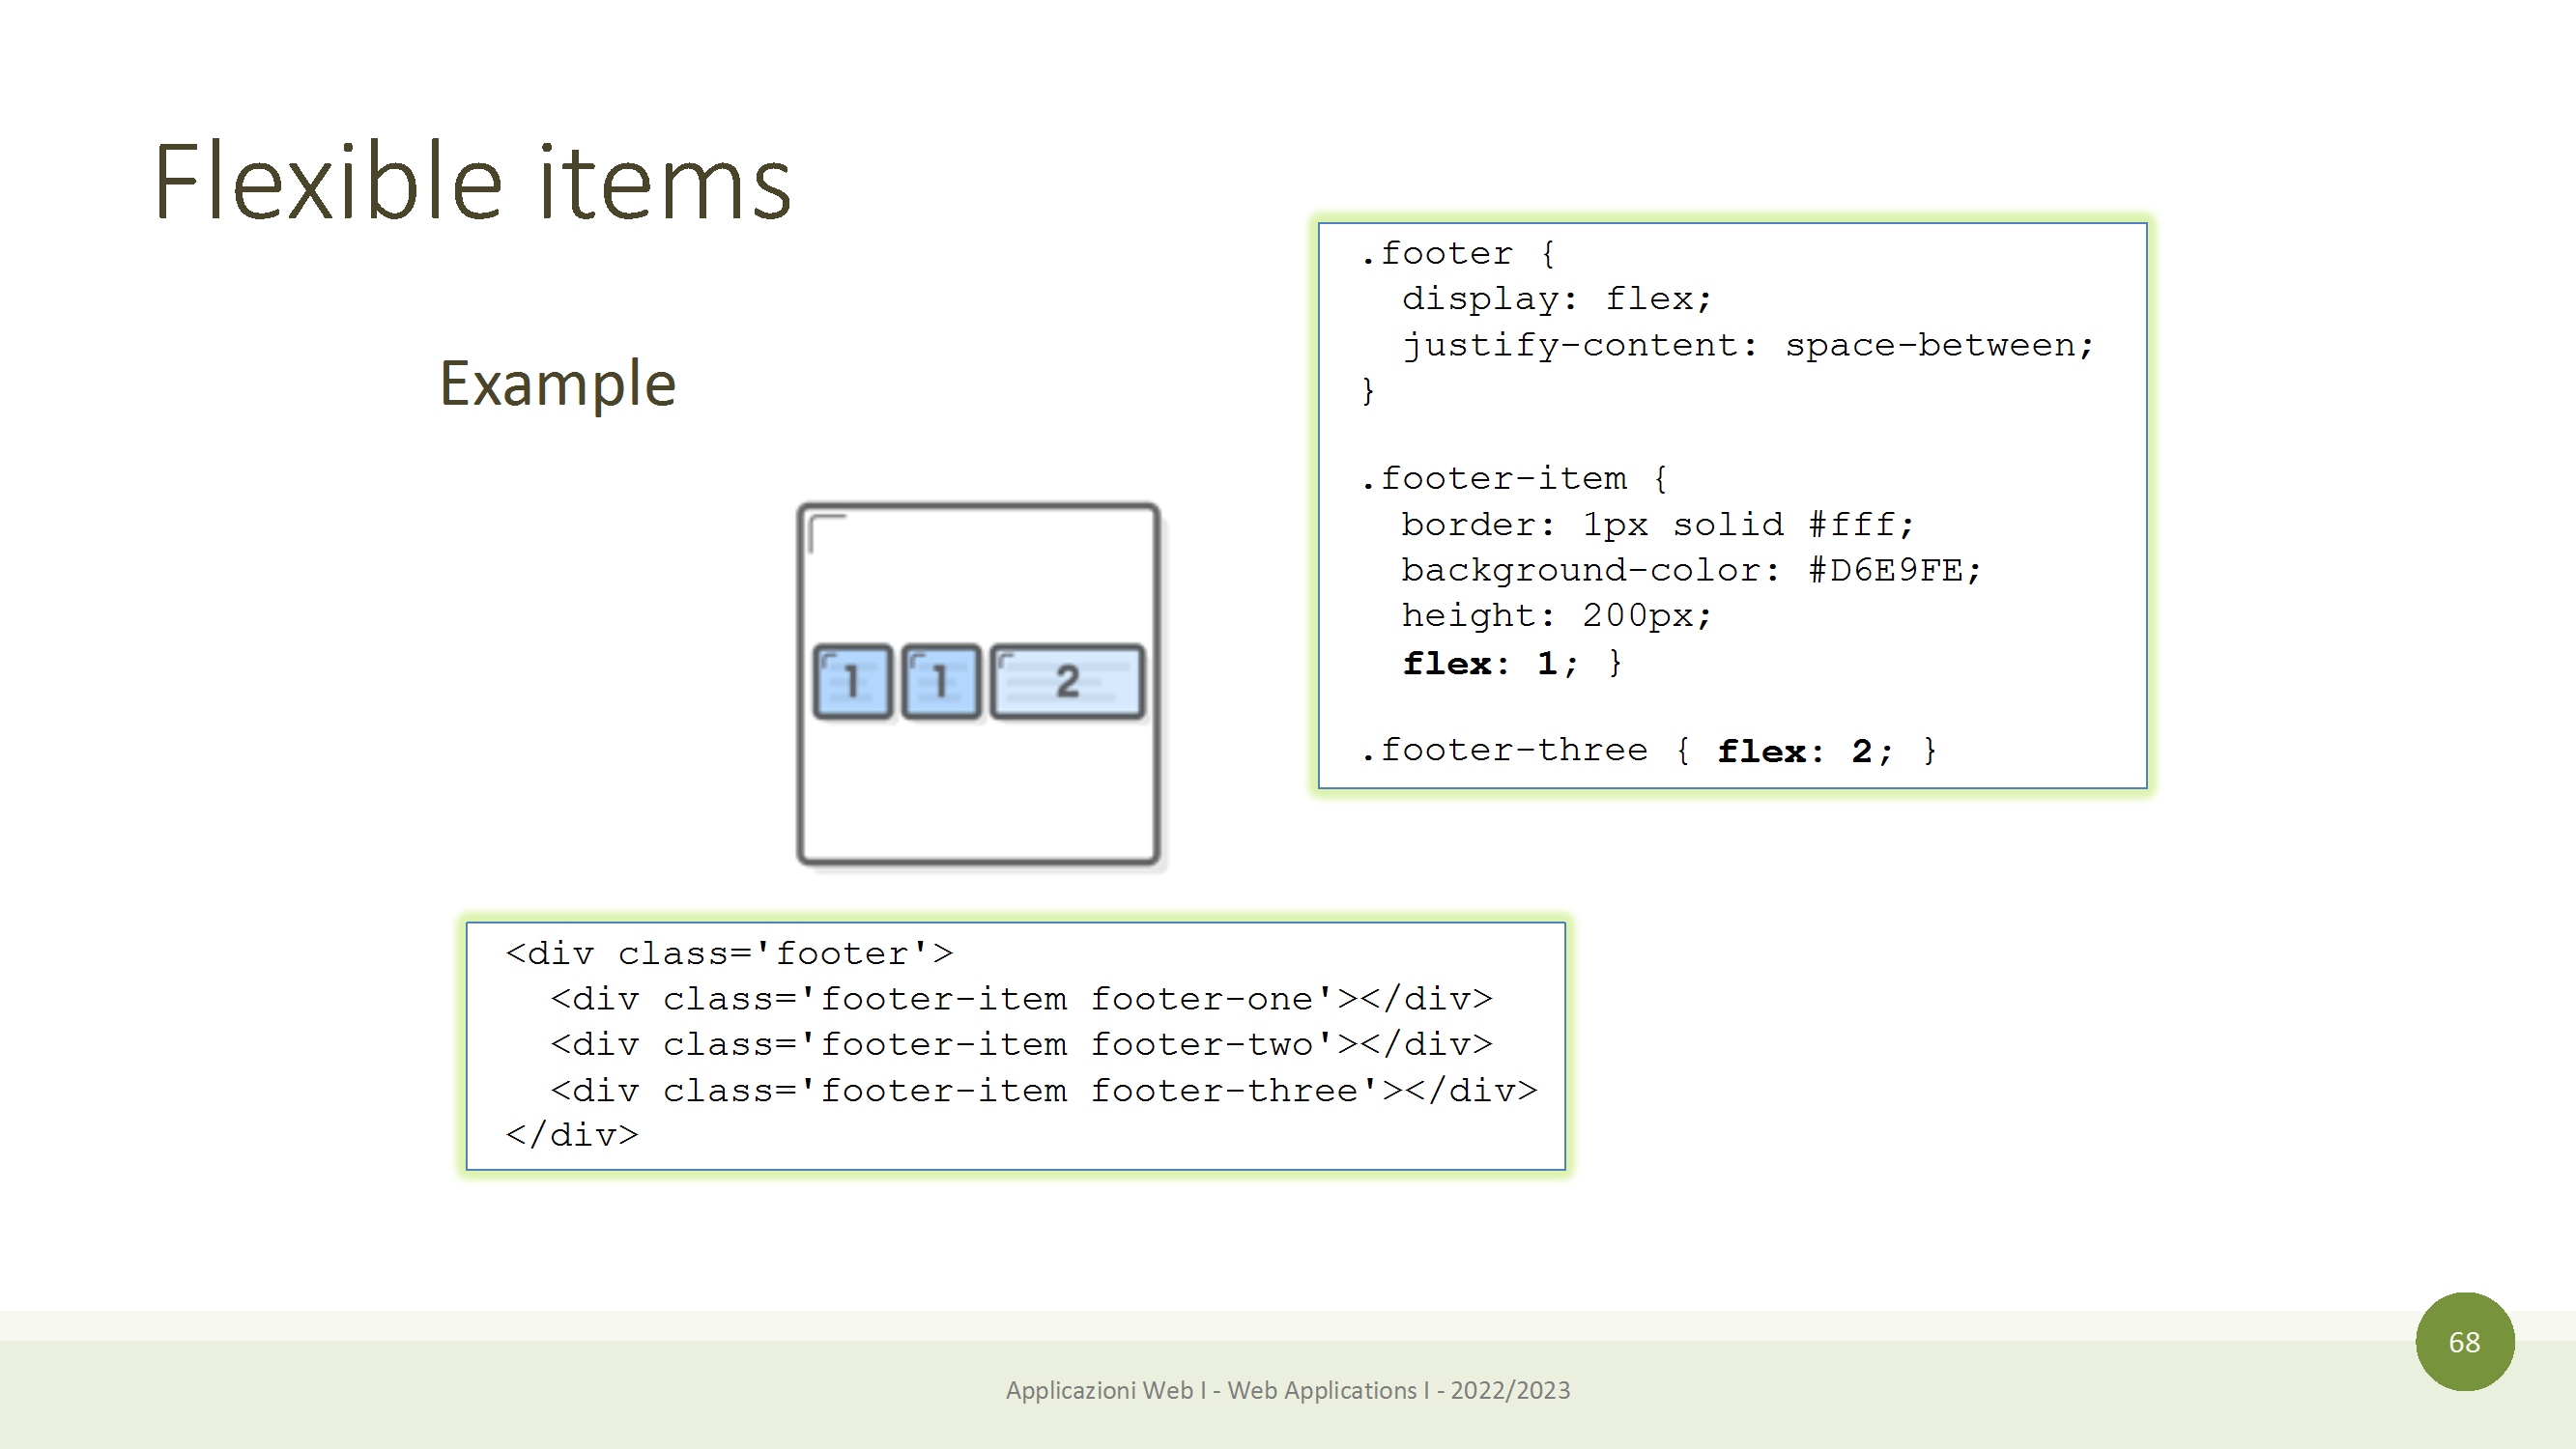 Flexible items
Example
.footer {
  display: flex;
  justify-content: space-between;
}

.footer-item {
  border: 1px solid #fff;
  background-color: #D6E9FE;
  height: 200px;
  flex: 1; }

.footer-three { flex: 2; }
1 1 2
<div class='footer'>
  <div class='footer-item footer-one'></div>
  <div class='footer-item footer-two'></div>
  <div class='footer-item footer-three'></div>
</div>
68
Applicazioni Web I - Web Applications I - 2022/2023